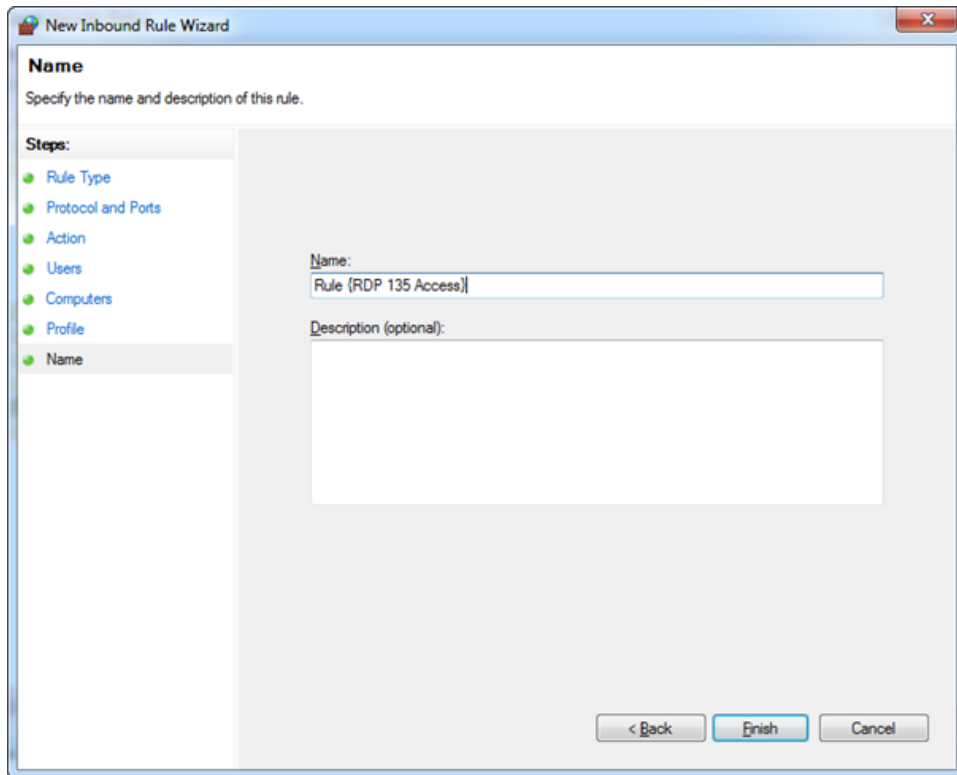 New Inbound Rule Wizard
Name
Specify the name and description of this rule.
Steps:
Rule Type
Protocol and Ports
Action
Users
Computers
Profile
Name
Name:
Rule {RDP 135 Access}
Description (optional):
< Back
Finish
Cancel